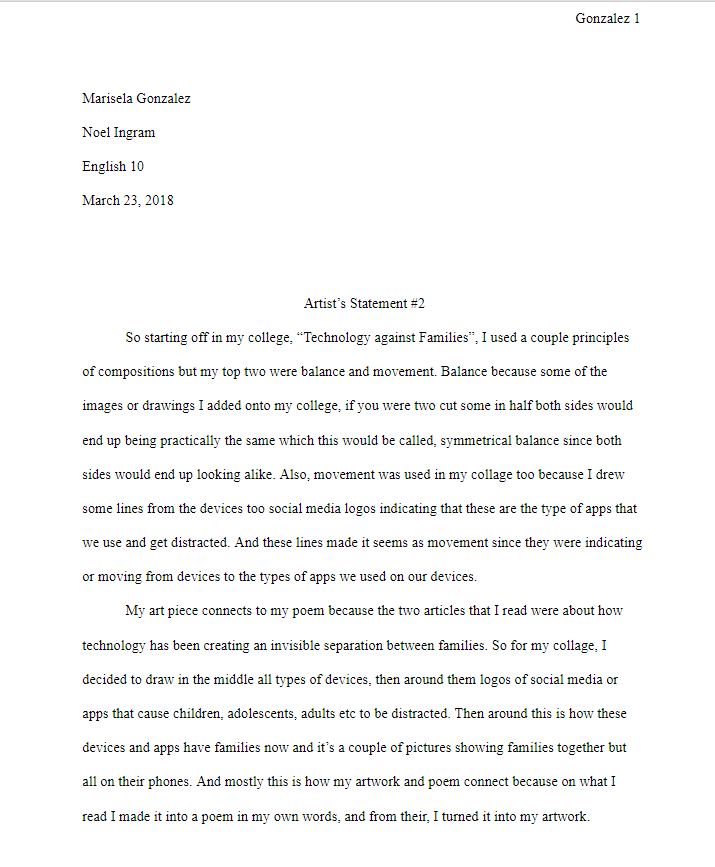 Gonzalez 1
Marisela Gonzalez
Noel Ingram
English 10
March 23, 2018
Artist’s Statement #2
So starting off in my college, “Technology against Families”, I used a couple principles
of compositions but my top two were balance and movement. Balance because some of the
images or drawings I added onto my college, if you were two cut some in half both sides would
end up being practically the same which this would be called, symmetrical balance since both
sides would end up looking alike. Also, movement was used in my collage too because I drew
some lines from the devices too social media logos indicating that these are the type of apps that
we use and get distracted. And these lines made it seems as movement since they were indicating
or moving from devices to the types of apps we used on our devices.
My art piece connects to my poem because the two articles that I read were about how
technology has been creating an invisible separation between families. So for my collage, I
decided to draw in the middle all types of devices, then around them logos of social media or
apps that cause children, adolescents, adults etc to be distracted. Then around this is how these
devices and apps have families now and it’s a couple of pictures showing families together but
all on their phones. And mostly this is how my artwork and poem connect because on what I
read I made it into a poem in my own words, and from their, I turned it into my artwork.